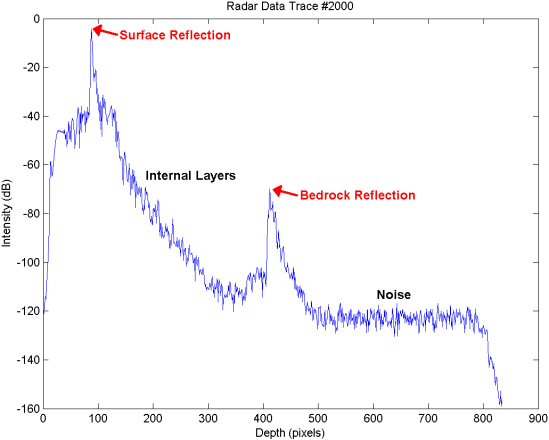 Radar Data Trace #2000
0
-20
-40
-60
-80
-100
-120
-140
-160
Intensity (dB)
Surface Reflection
Internal Layers
Bedrock Reflection
Noise
0 100 200 300 400 500 600 700 800 900
Depth (pixels)